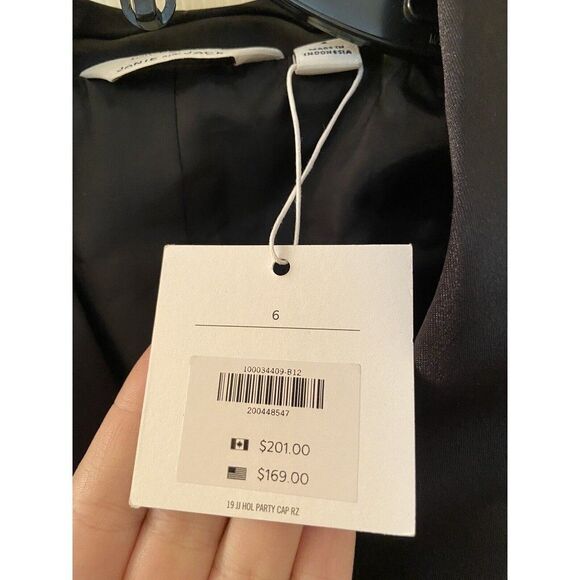 JANIE AND JACK
MADE IN
INDONESIA
6
100034409-B12
200448547
$201.00
$169.00
19 JJ HOL PARTY CAP RZ